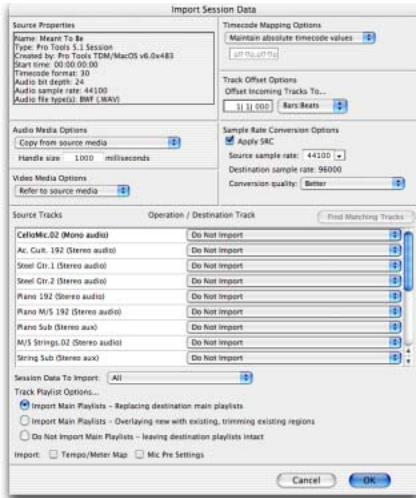 Import Session Data
Source Properties
Name: Meant To Be
Type: Pro Tools 5.1 Session
Created by: Pro Tools TDM/MacOS v6.0x483
Start time: 00:00:00:00
Timecode format: 30
Audio bit depth: 24
Audio sample rate: 44100
Audio file type(s): BWF (.WAV)
Timecode Mapping Options
Maintain absolute timecode values
Track Offset Options
Offset Incoming Tracks To...
1| 1| 000 Bars:Beats
Audio Media Options
Copy from source media
Handle size 1000 milliseconds
Video Media Options
Refer to source media
Sample Rate Conversion Options
Apply SRC
Source sample rate: 44100
Destination sample rate: 96000
Conversion quality: Better
Source Tracks Operation / Destination Track Find Matching Tracks
CelloMic.02 (Mono audio) Do Not Import
Ac. Guit. 192 (Stereo audio) Do Not Import
Steel Gtr.1 (Stereo audio) Do Not Import
Steel Gtr.2 (Stereo audio) Do Not Import
Piano 192 (Stereo audio) Do Not Import
Piano M/S 192 (Stereo audio) Do Not Import
Piano Sub (Stereo aux) Do Not Import
M/S Strings.02 (Stereo audio) Do Not Import
String Sub (Stereo aux) Do Not Import
Session Data To Import: All
Track Playlist Options...
Import Main Playlists - Replacing destination main playlists
Import Main Playlists - Overlaying new with existing, trimming existing regions
Do Not Import Main Playlists - leaving destination playlists intact
Import: Tempo/Meter Map Mic Pre Settings
Cancel OK